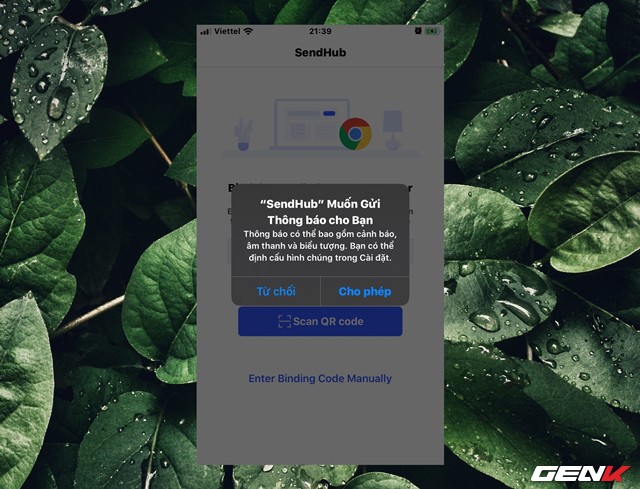 Viettel
21:39
SendHub
“SendHub” Muốn Gửi
Thông báo cho Bạn
Thông báo có thể bao gồm cảnh báo,
âm thanh và biểu tượng. Bạn có thể
định cấu hình chúng trong Cài đặt.
Từ chối
Cho phép
Scan QR code
Enter Binding Code Manually
GENK